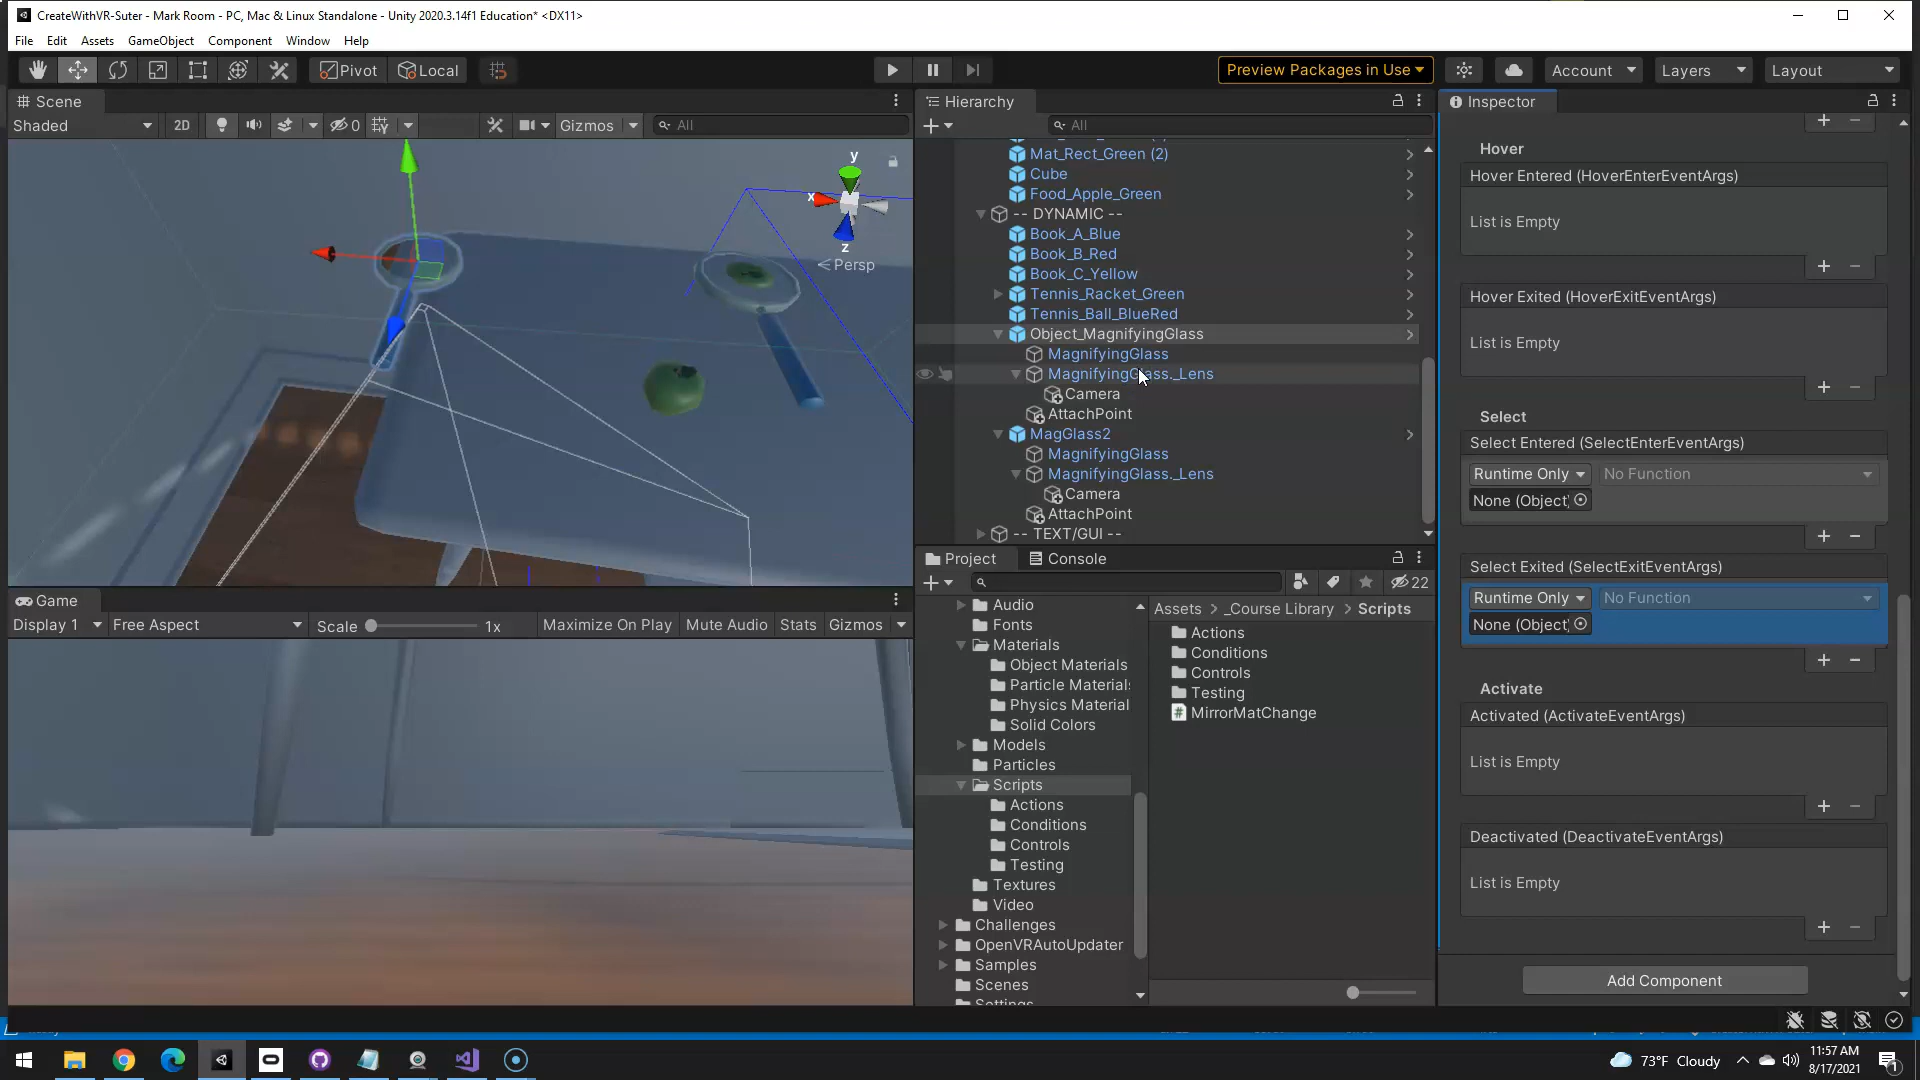 CreateWithVR-Suter - Mark Room - PC, Mac & Linux Standalone - Unity 2020.3.14f1 Education* <DX11>
File Edit Assets GameObject Component Window Help
Pivot Local Preview Packages in Use Account Layers Layout
Scene
Shaded 2D 0 Gizmos All
y
x
z
Persp
Hierarchy
All
Mat_Rect_Green (2)
Cube
Food_Apple_Green
-- DYNAMIC --
Book_A_Blue
Book_B_Red
Book_C_Yellow
Tennis_Racket_Green
Tennis_Ball_BlueRed
Object_MagnifyingGlass
MagnifyingGlass
MagnifyingGlass._Lens
Camera
AttachPoint
MagGlass2
MagnifyingGlass
MagnifyingGlass._Lens
Camera
AttachPoint
-- TEXT/GUI --
Game
Display 1 Free Aspect Scale 1x Maximize On Play Mute Audio Stats Gizmos
Project Console
22
Audio
Fonts
Materials
Object Materials
Particle Materials
Physics Material
Solid Colors
Models
Particles
Scripts
Actions
Conditions
Controls
Testing
Textures
Video
Challenges
OpenVRAutoUpdater
Samples
Scenes
Assets > _Course Library > Scripts
Actions
Conditions
Controls
Testing
MirrorMatChange
Inspector
Hover
Hover Entered (HoverEnterEventArgs)
List is Empty
Hover Exited (HoverExitEventArgs)
List is Empty
Select
Select Entered (SelectEnterEventArgs)
Runtime Only No Function
None (Object)
Select Exited (SelectExitEventArgs)
Runtime Only No Function
None (Object)
Activate
Activated (ActivateEventArgs)
List is Empty
Deactivated (DeactivateEventArgs)
List is Empty
Add Component
73°F Cloudy
11:57 AM
8/17/2021
1